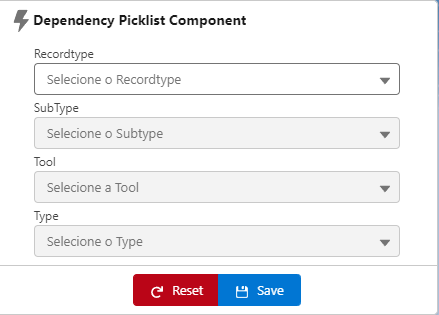 Dependency Picklist Component
Recordtype
Selecione o Recordtype
SubType
Selecione o Subtype
Tool
Selecione a Tool
Type
Selecione o Type
Reset Save